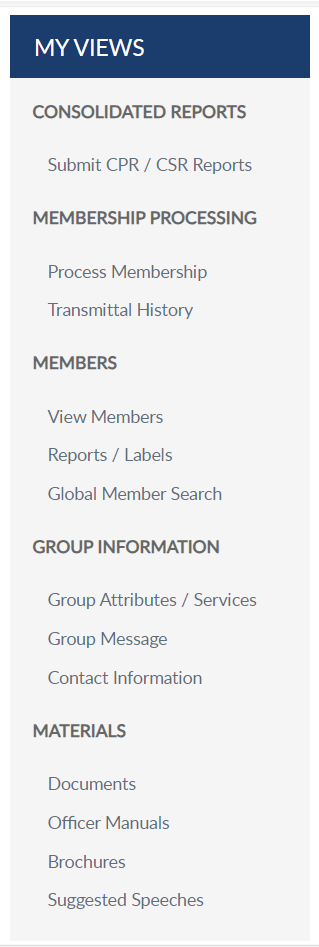 MY VIEWS
CONSOLIDATED REPORTS
Submit CPR / CSR Reports
MEMBERSHIP PROCESSING
Process Membership
Transmittal History
MEMBERS
View Members
Reports / Labels
Global Member Search
GROUP INFORMATION
Group Attributes / Services
Group Message
Contact Information
MATERIALS
Documents
Officer Manuals
Brochures
Suggested Speeches